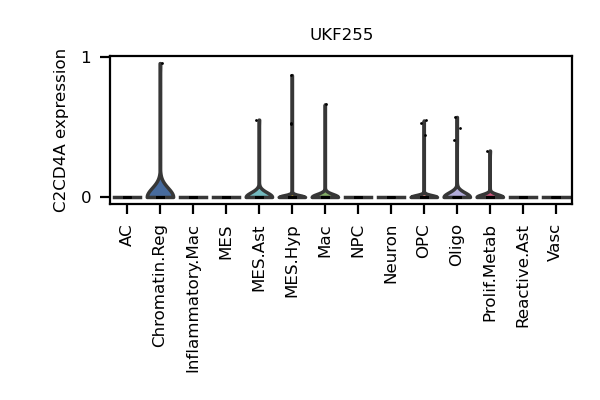 UKF255
C2CD4A expression
1
0
AC
Chromatin.Reg
Inflammatory.Mac
MES
MES.Ast
MES.Hyp
Mac
NPC
Neuron
OPC
Oligo
Prolif.Metab
Reactive.Ast
Vasc